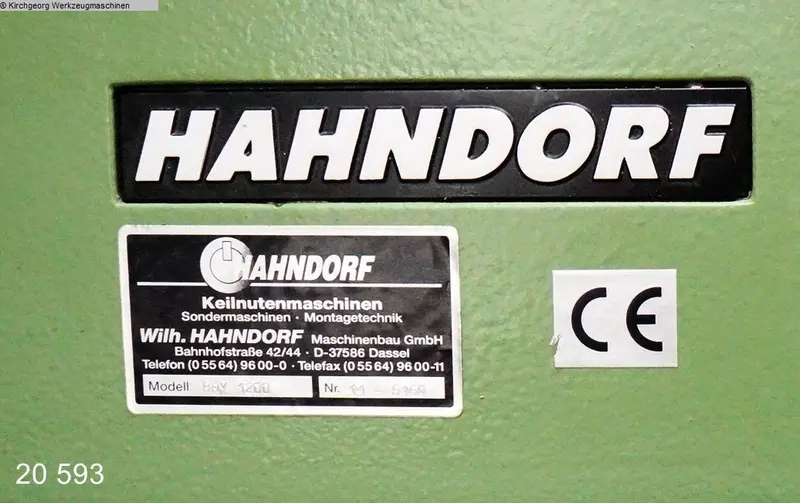 © Kirchgeorg Werkzeugmaschinen
HAHNDORF
HAHNDORF
Keilnutenmaschinen
Sondermaschinen · Montagetechnik
Wilh. HAHNDORF Maschinenbau GmbH
Bahnhofstraße 42/44 · D-37586 Dassel
Telefon (0 55 64) 96 00-0 · Telefax (0 55 64) 96 00-11
Modell 1200 Nr.
CE
20 593